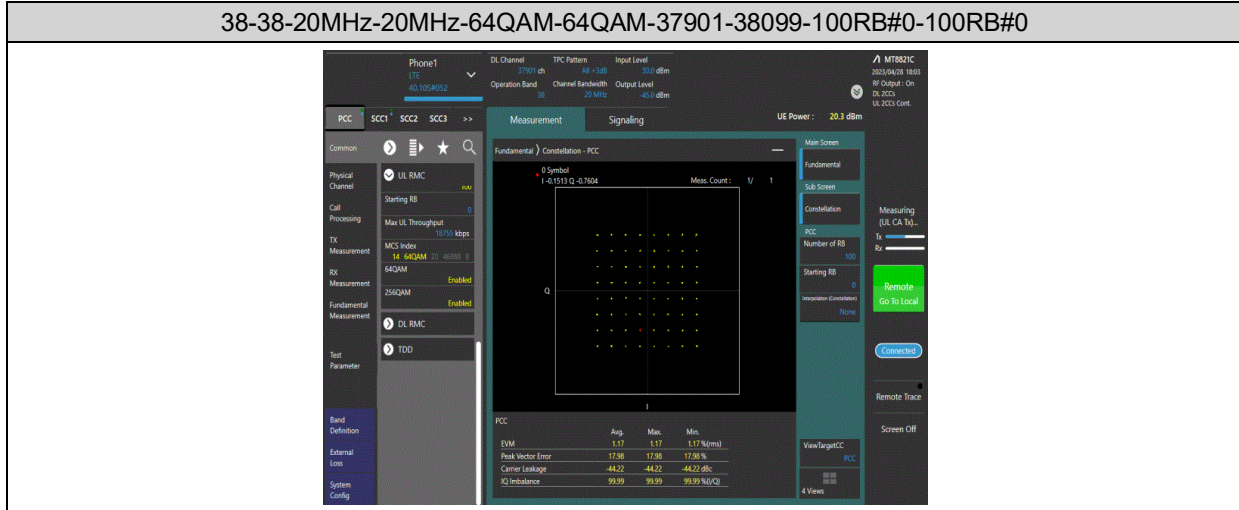 38-38-20MHz-20MHz-64QAM-64QAM-37901-38099-100RB#0-100RB#0
Phone1
LTE
40.10S#052
DL Channel
37901 ch
TPC Pattern
All +3dB
Input Level
30.0 dBm
Operation Band
38
Channel Bandwidth
20 MHz
Output Level
-45.0 dBm
MT8821C
2023/04/28 18:03
RF Output : On
DL 2CCs
UL 2CCs Cont.
PCC SCC1 SCC2 SCC3 >>
Measurement Signaling
UE Power : 20.3 dBm
Common
Physical
Channel
Call
Processing
TX
Measurement
RX
Measurement
Fundamental
Measurement
Test
Parameter
Band
Definition
External
Loss
System
Config
UL RMC
100
Starting RB
0
Max UL Throughput
18755 kbps
MCS Index
14 64QAM 20 46888 8
64QAM
Enabled
256QAM
Enabled
DL RMC
TDD
Fundamental ❭ Constellation - PCC
0 Symbol
I -0.1513 Q -0.7604
Meas. Count : 1/ 1
Q
I
PCC
Avg. Max. Min.
EVM 1.17 1.17 1.17 %(rms)
Peak Vector Error 17.98 17.98 17.98 %
Carrier Leakage -44.22 -44.22 -44.22 dBc
IQ Imbalance 99.99 99.99 99.99 %(I/Q)
Main Screen
Fundamental
Sub Screen
Constellation
PCC
Number of RB
100
Starting RB
0
Interpolation (Constellation)
None
ViewTargetCC
PCC
4 Views
Measuring
(UL CA Tx)...
Tx
Rx
Remote
Go To Local
Connected
Remote Trace
Screen Off